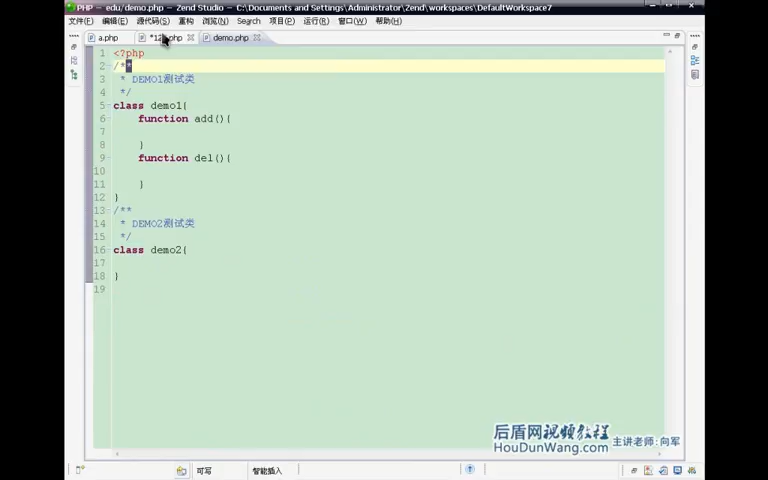 PHP - edu/demo.php - Zend Studio - C:\Documents and Settings\Administrator\Zend\workspaces\DefaultWorkspace7
文件(F) 编辑(E) 源代码(S) 重构 浏览(N) Search 项目(P) 运行(R) 窗口(W) 帮助(H)
a.php *12 .php demo.php
1 <?php
2 /**
3 * DEMO1测试类
4 */
5 class demo1{
6 function add(){
7
8 }
9 function del(){
10
11 }
12 }
13 /**
14 * DEMO2测试类
15 */
16 class demo2{
17
18 }
19
后盾网视频教程
HouDunWang.com 主讲老师:向军
可写 智能插入